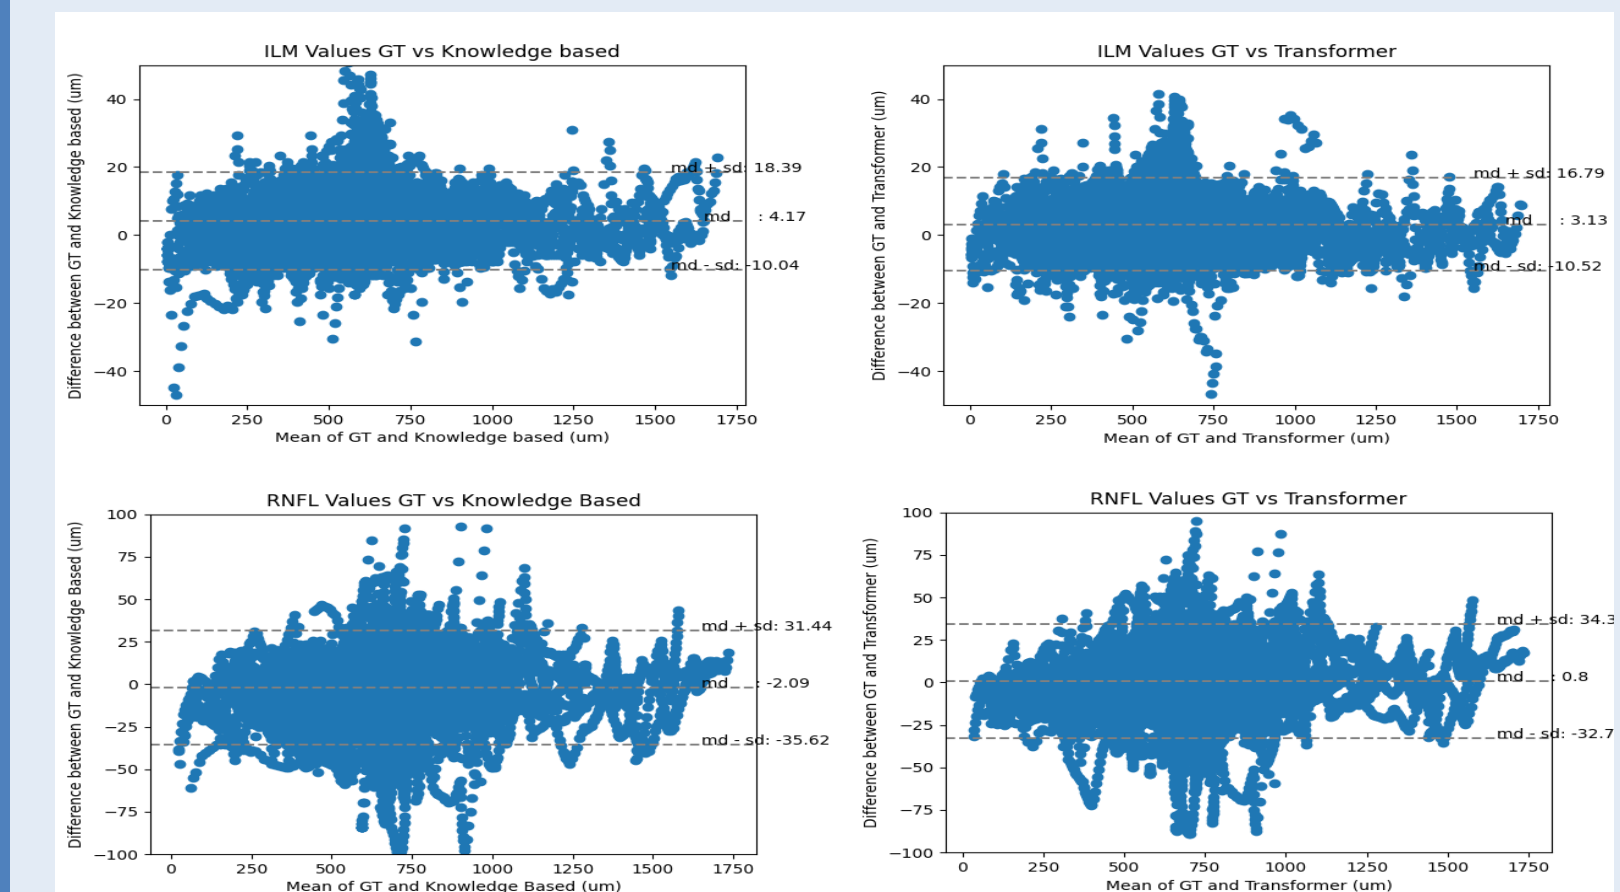 ILM Values GT vs Knowledge based
Difference between GT and Knowledge based (um)
40
20
0
−20
−40
md + sd: 18.39
md : 4.17
md - sd: -10.04
0 250 500 750 1000 1250 1500 1750
Mean of GT and Knowledge based (um)
ILM Values GT vs Transformer
Difference between GT and Transformer (um)
40
20
0
−20
−40
md + sd: 16.79
md : 3.13
md - sd: -10.52
0 250 500 750 1000 1250 1500 1750
Mean of GT and Transformer (um)
RNFL Values GT vs Knowledge Based
Difference between GT and Knowledge Based (um)
100
75
50
25
0
−25
−50
−75
−100
md + sd: 31.44
md : -2.09
md - sd: -35.62
0 250 500 750 1000 1250 1500 1750
Mean of GT and Knowledge Based (um)
RNFL Values GT vs Transformer
Difference between GT and Transformer (um)
100
75
50
25
0
−25
−50
−75
−100
md + sd: 34.3
md : 0.8
md - sd: -32.7
0 250 500 750 1000 1250 1500 1750
Mean of GT and Transformer (um)